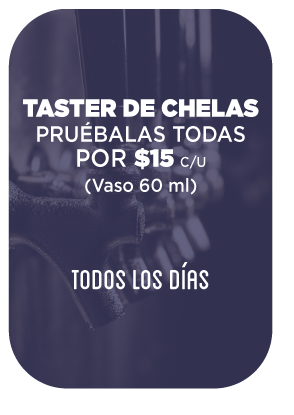 TASTER DE CHELAS
PRUÉBALAS TODAS
POR $15 C/U
(Vaso 60 ml)
TODOS LOS DÍAS